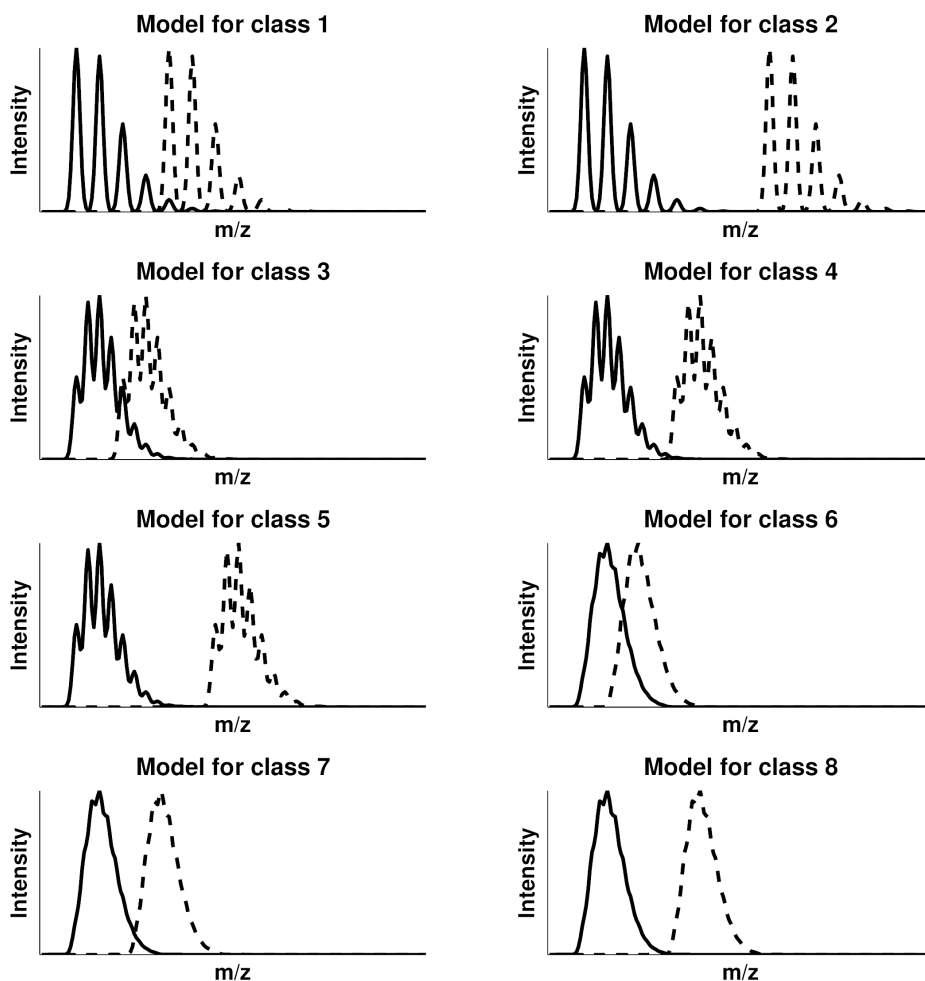 Model for class 1
Intensity
m/z
Model for class 2
Intensity
m/z
Model for class 3
Intensity
m/z
Model for class 4
Intensity
m/z
Model for class 5
Intensity
m/z
Model for class 6
Intensity
m/z
Model for class 7
Intensity
m/z
Model for class 8
Intensity
m/z